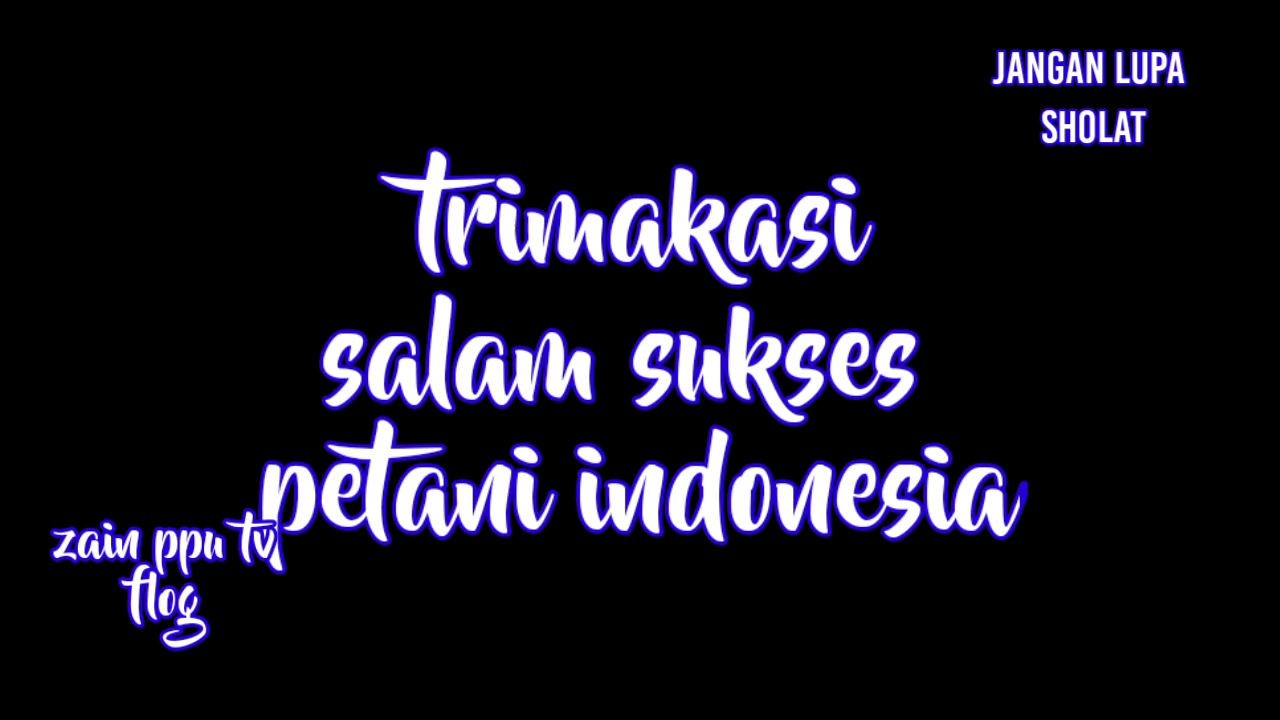 JANGAN LUPA
SHOLAT
trimakasi
salam sukses
petani indonesia
zain ppu tv
flog